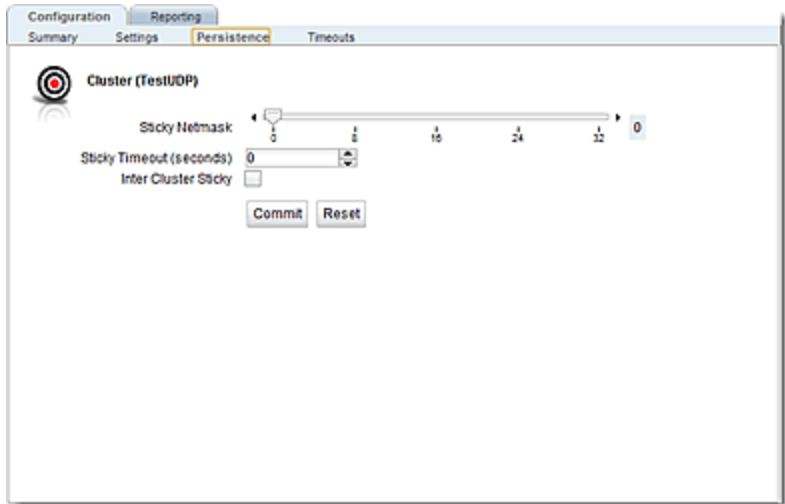 Configuration Reporting
Summary Settings Persistence Timeouts
Cluster (TestUDP)
Sticky Netmask 0
0 8 16 24 32
Sticky Timeout (seconds) 0
Inter Cluster Sticky
Commit Reset